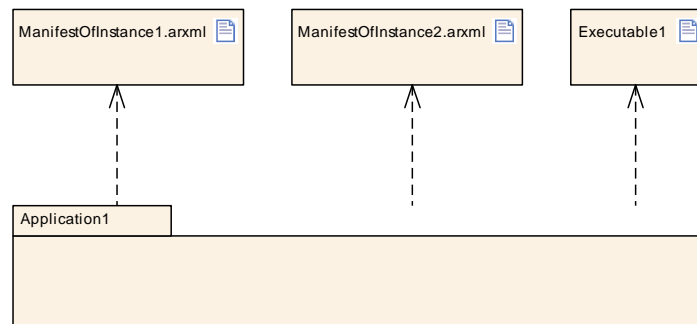 ManifestOfInstance1.arxml
ManifestOfInstance2.arxml
Executable1
Application1